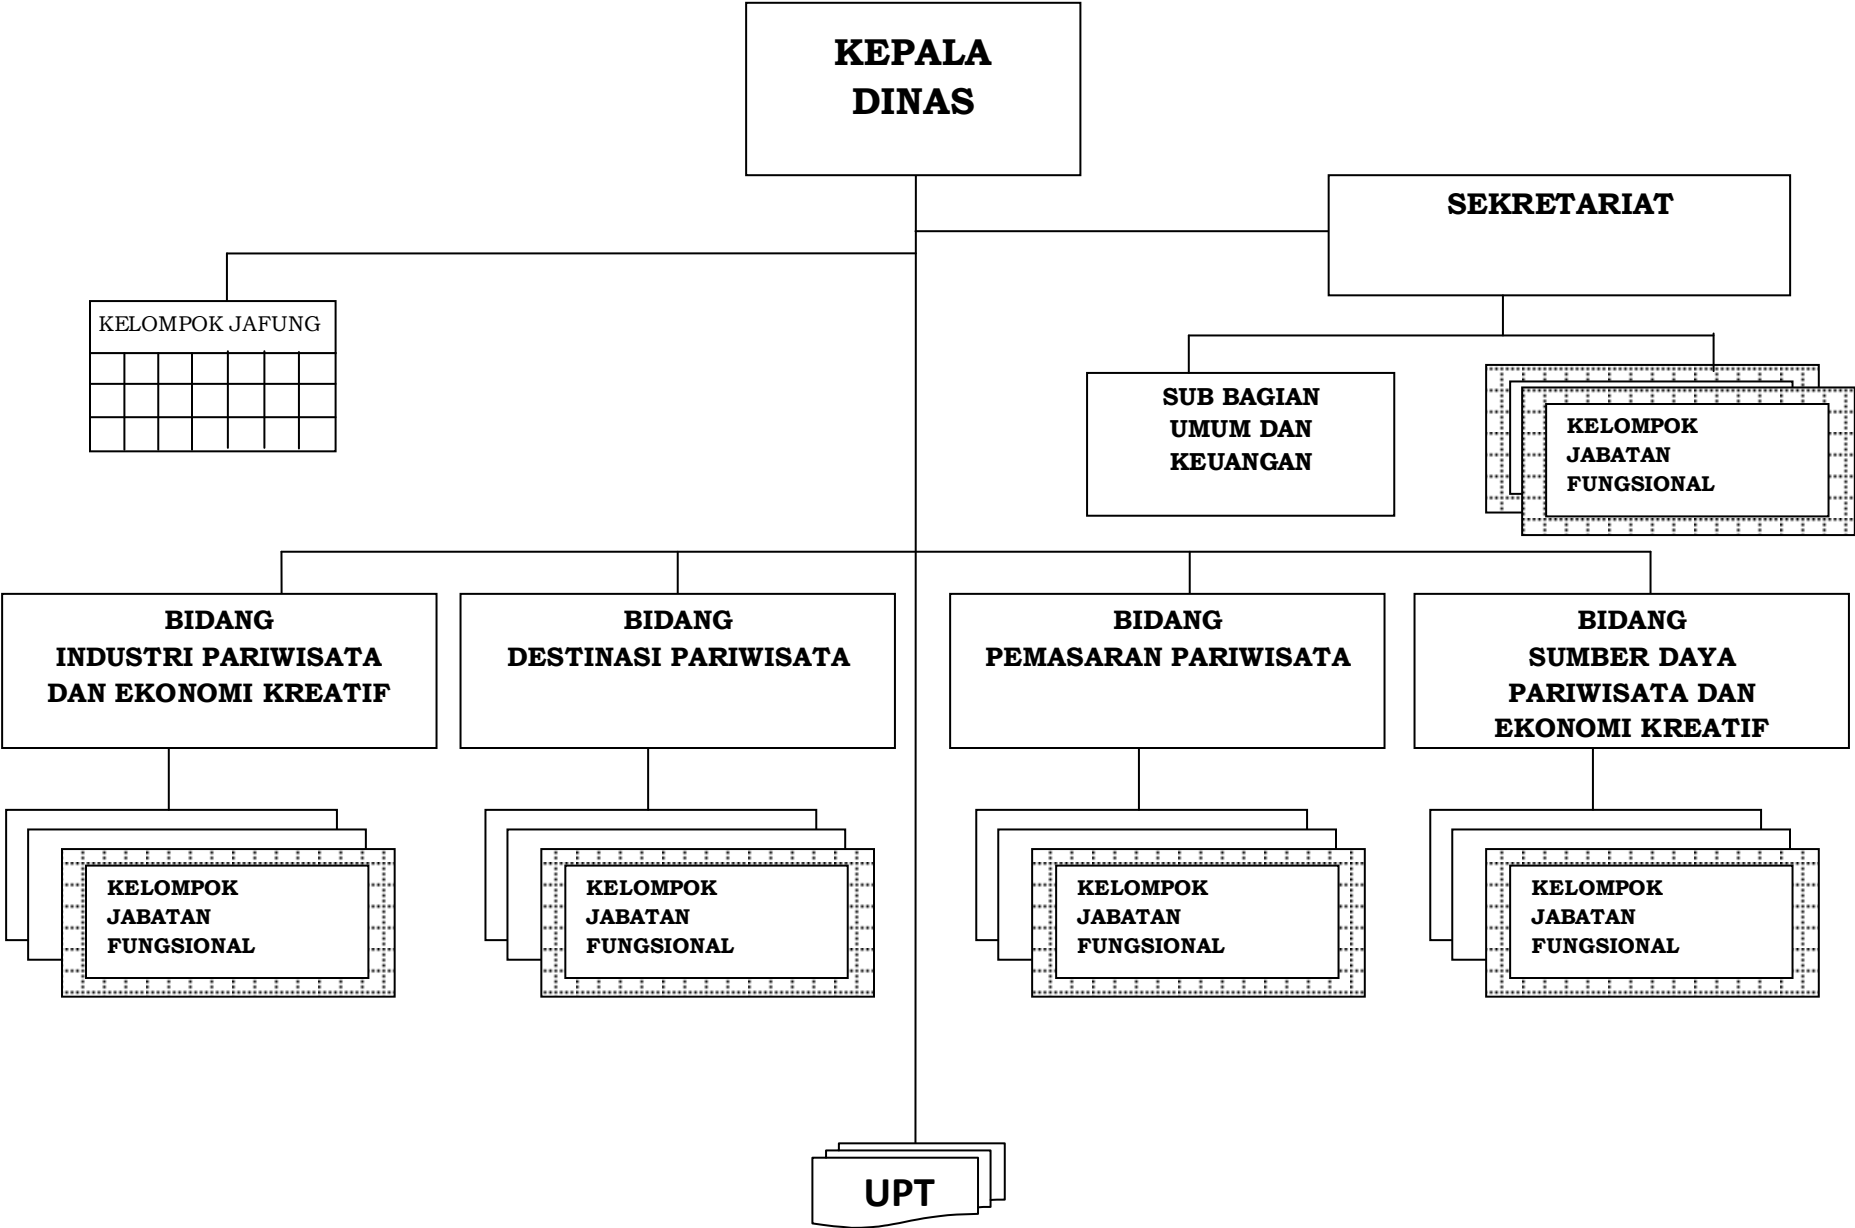 KEPALA
DINAS
SEKRETARIAT
KELOMPOK JAFUNG
SUB BAGIAN
UMUM DAN
KEUANGAN
KELOMPOK
JABATAN
FUNGSIONAL
BIDANG
INDUSTRI PARIWISATA
DAN EKONOMI KREATIF
BIDANG
DESTINASI PARIWISATA
BIDANG
PEMASARAN PARIWISATA
BIDANG
SUMBER DAYA
PARIWISATA DAN
EKONOMI KREATIF
KELOMPOK
JABATAN
FUNGSIONAL
KELOMPOK
JABATAN
FUNGSIONAL
KELOMPOK
JABATAN
FUNGSIONAL
KELOMPOK
JABATAN
FUNGSIONAL
UPT